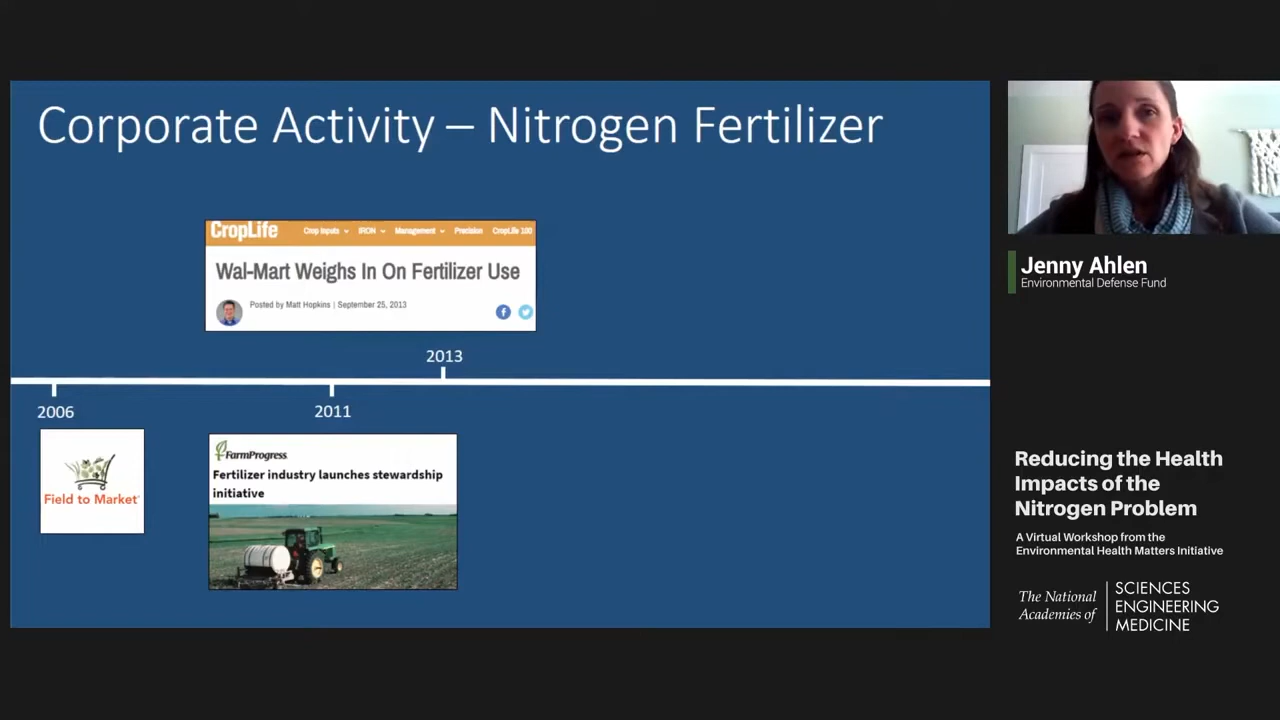 Corporate Activity – Nitrogen Fertilizer
CropLife
Crop Inputs IRON Management Precision CropLife 100
Wal-Mart Weighs In On Fertilizer Use
Posted by Matt Hopkins | September 25, 2013
2013
2006
2011
Field to Market
FarmProgress
Fertilizer industry launches stewardship
initiative
Jenny Ahlen
Environmental Defense Fund
Reducing the Health
Impacts of the
Nitrogen Problem
A Virtual Workshop from the
Environmental Health Matters Initiative
The National
Academies of
SCIENCES
ENGINEERING
MEDICINE